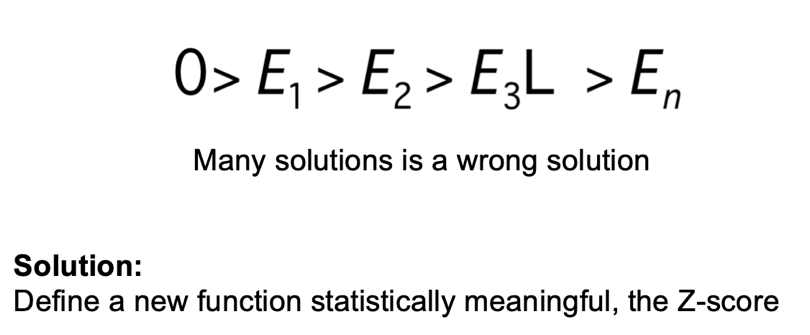 0> E₁ > E₂ > E₃L > Eₙ
Many solutions is a wrong solution
Solution:
Define a new function statistically meaningful, the Z-score